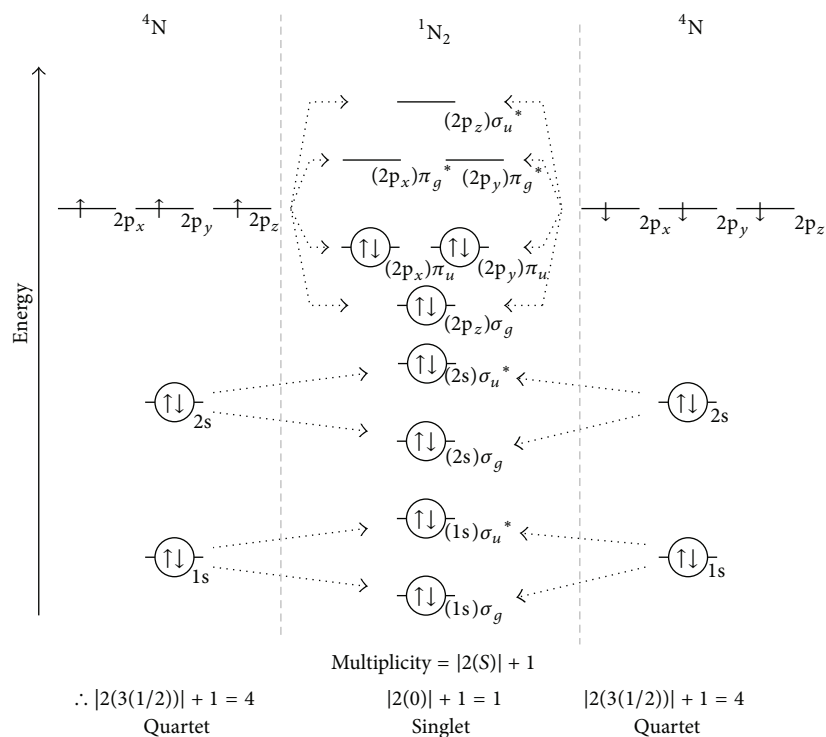 ⁴N ¹N₂ ⁴N
(2p_z)σ_u*
(2p_x)π_g* (2p_y)π_g*
↑ 2p_x ↑ 2p_y ↑ 2p_z ↓ 2p_x ↓ 2p_y ↓ 2p_z
↑↓ (2p_x)π_u ↑↓ (2p_y)π_u
↑↓ (2p_z)σ_g
Energy
↑↓ (2s)σ_u*
↑↓ 2s ↑↓ 2s
↑↓ (2s)σ_g
↑↓ (1s)σ_u*
↑↓ 1s ↑↓ 1s
↑↓ (1s)σ_g
Multiplicity = |2(S)| + 1
∴ |2(3(1/2))| + 1 = 4 |2(0)| + 1 = 1 |2(3(1/2))| + 1 = 4
Quartet Singlet Quartet